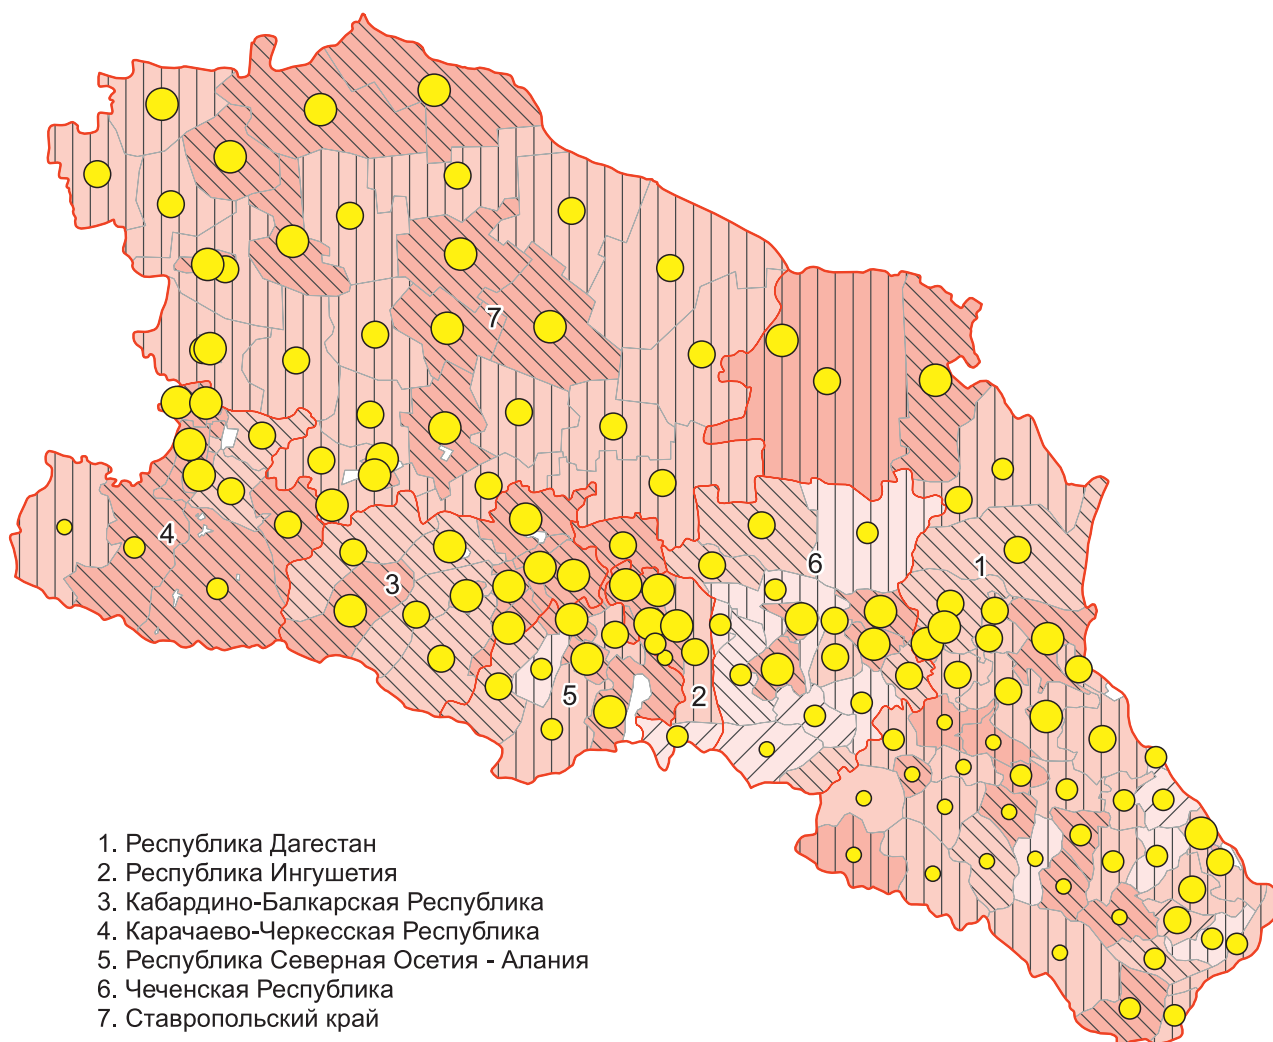 7
6
1
4
3
5
2
1. Республика Дагестан
2. Республика Ингушетия
3. Кабардино-Балкарская Республика
4. Карачаево-Черкесская Республика
5. Республика Северная Осетия - Алания
6. Чеченская Республика
7. Ставропольский край